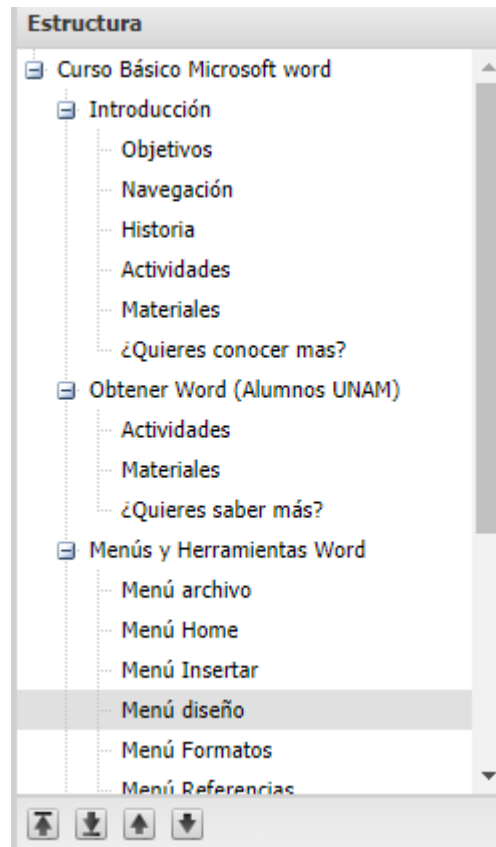 Estructura
Curso Básico Microsoft word
Introducción
Objetivos
Navegación
Historia
Actividades
Materiales
¿Quieres conocer mas?
Obtener Word (Alumnos UNAM)
Actividades
Materiales
¿Quieres saber más?
Menús y Herramientas Word
Menú archivo
Menú Home
Menú Insertar
Menú diseño
Menú Formatos
Menú Referencias